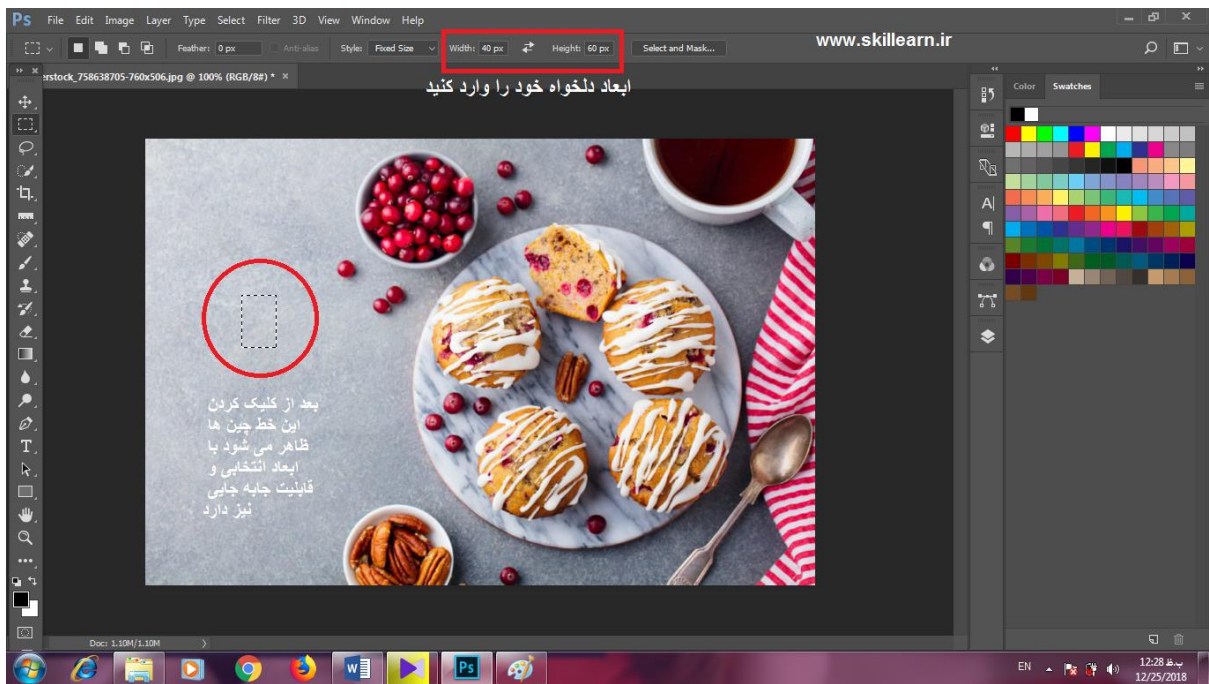 Ps File Edit Image Layer Type Select Filter 3D View Window Help
Feather: 0 px Anti-alias Style: Fixed Size Width: 40 px Height: 60 px Select and Mask...
www.skillearn.ir
erstock_758638705-760x506.jpg @ 100% (RGB/8#) * ×
ابعاد دلخواه خود را وارد کنید
Color Swatches
بعد از کلیک کردن
این خط چین ها
ظاهر می شود با
ابعاد انتخابی و
قابلیت جابه جایی
نیز دارد
Doc: 1.10M/1.10M
Ps
EN
12:28 ب.ظ
12/25/2018